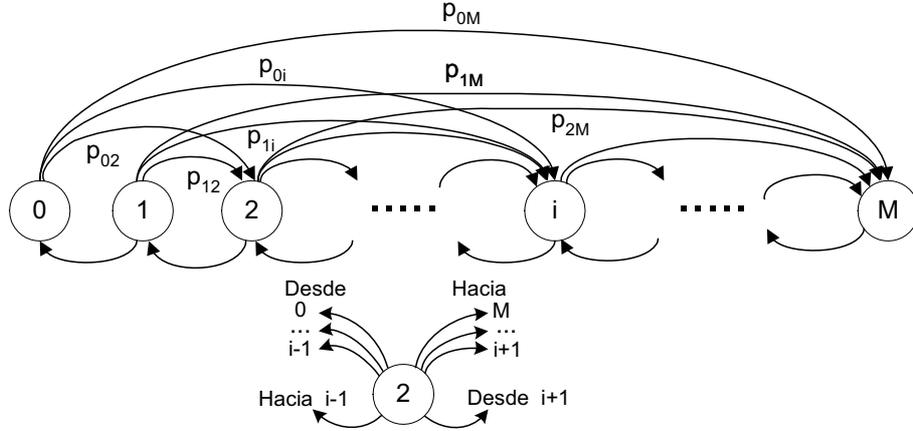 p0M
p0i
p1M
p02
p12
p1i
p2M
0
1
2
......
i
......
M
Desde
0
...
i-1
Hacia
M
...
i+1
Hacia i-1
2
Desde i+1